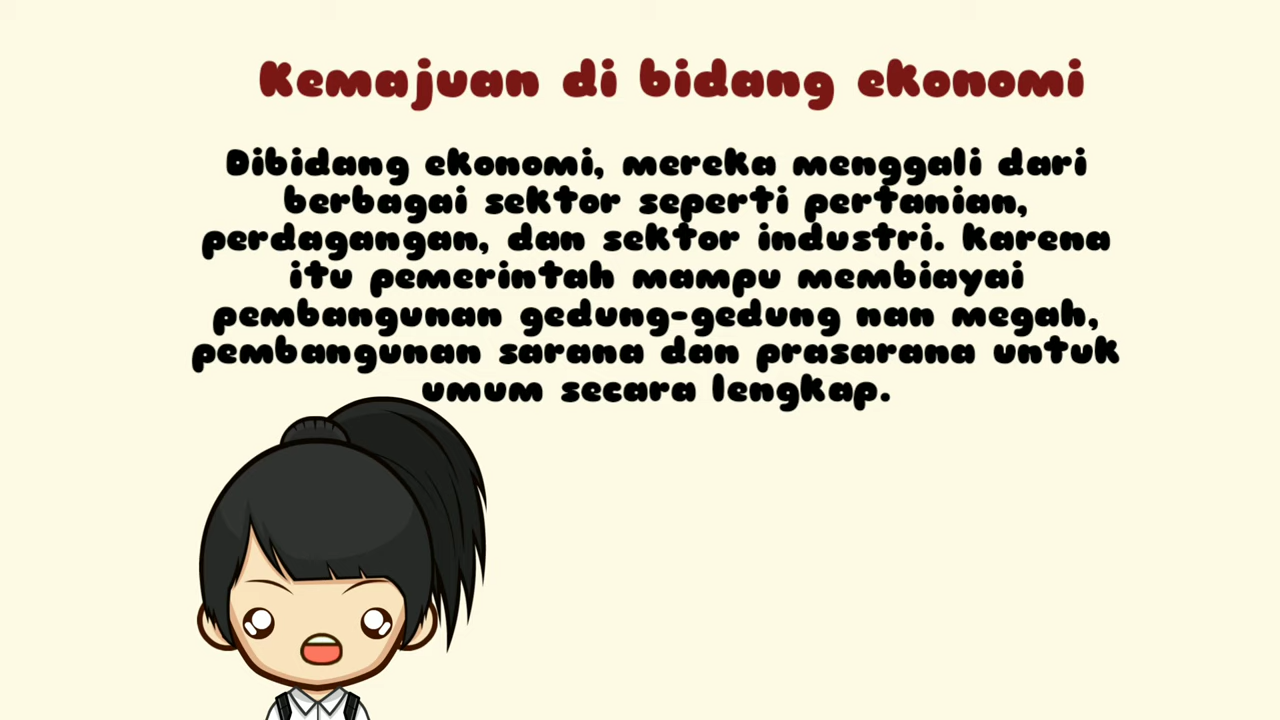 Kemajuan di bidang ekonomi
Dibidang ekonomi, mereka menggali dari
berbagai sektor seperti pertanian,
perdagangan, dan sektor industri. Karena
itu pemerintah mampu membiayai
pembangunan gedung-gedung nan megah,
pembangunan sarana dan prasarana untuk
umum secara lengkap.